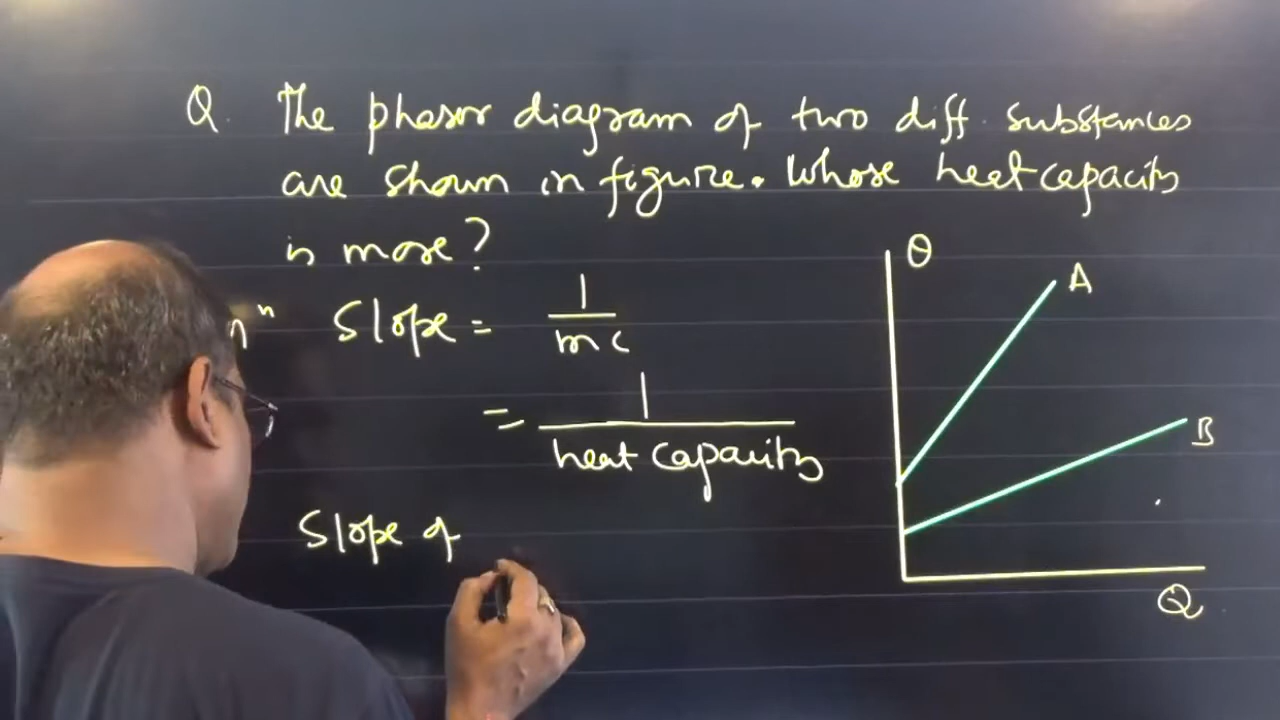 Q. The phasor diagram of two diff. substances
are shown in figure. Whose heat capacity
is more?
Slope = 1/mc
= 1/heat capacity
Slope of
θ
A
B
Q